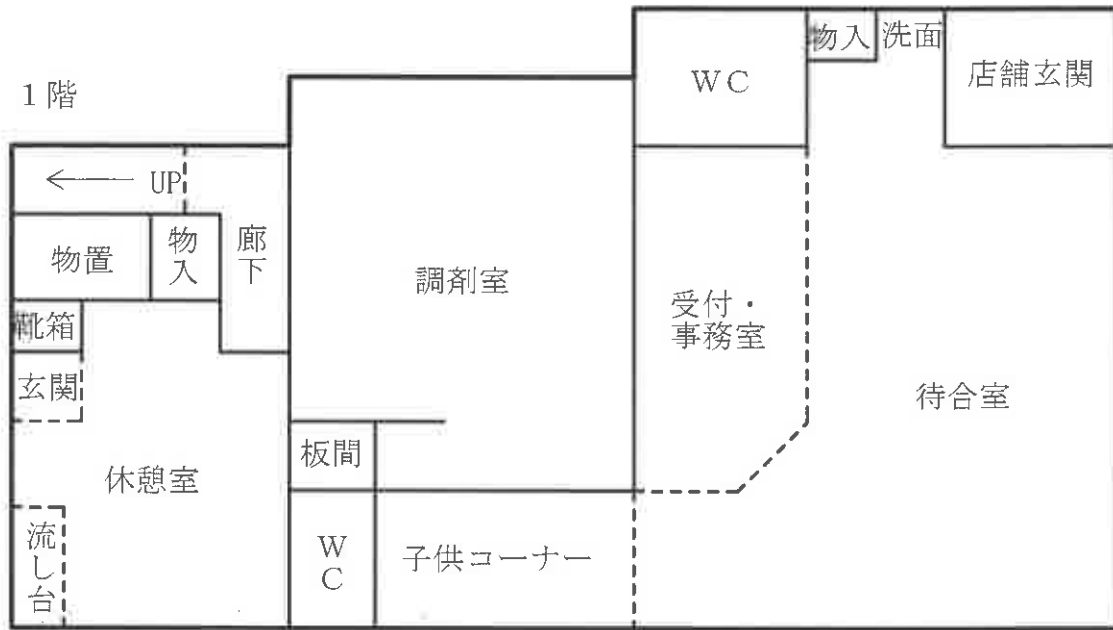 1階
WC
物入
洗面
店舗玄関
← UP
物置
物入
廊下
調剤室
受付・
事務室
靴箱
玄関
待合室
板間
休憩室
流し台
WC
子供コーナー